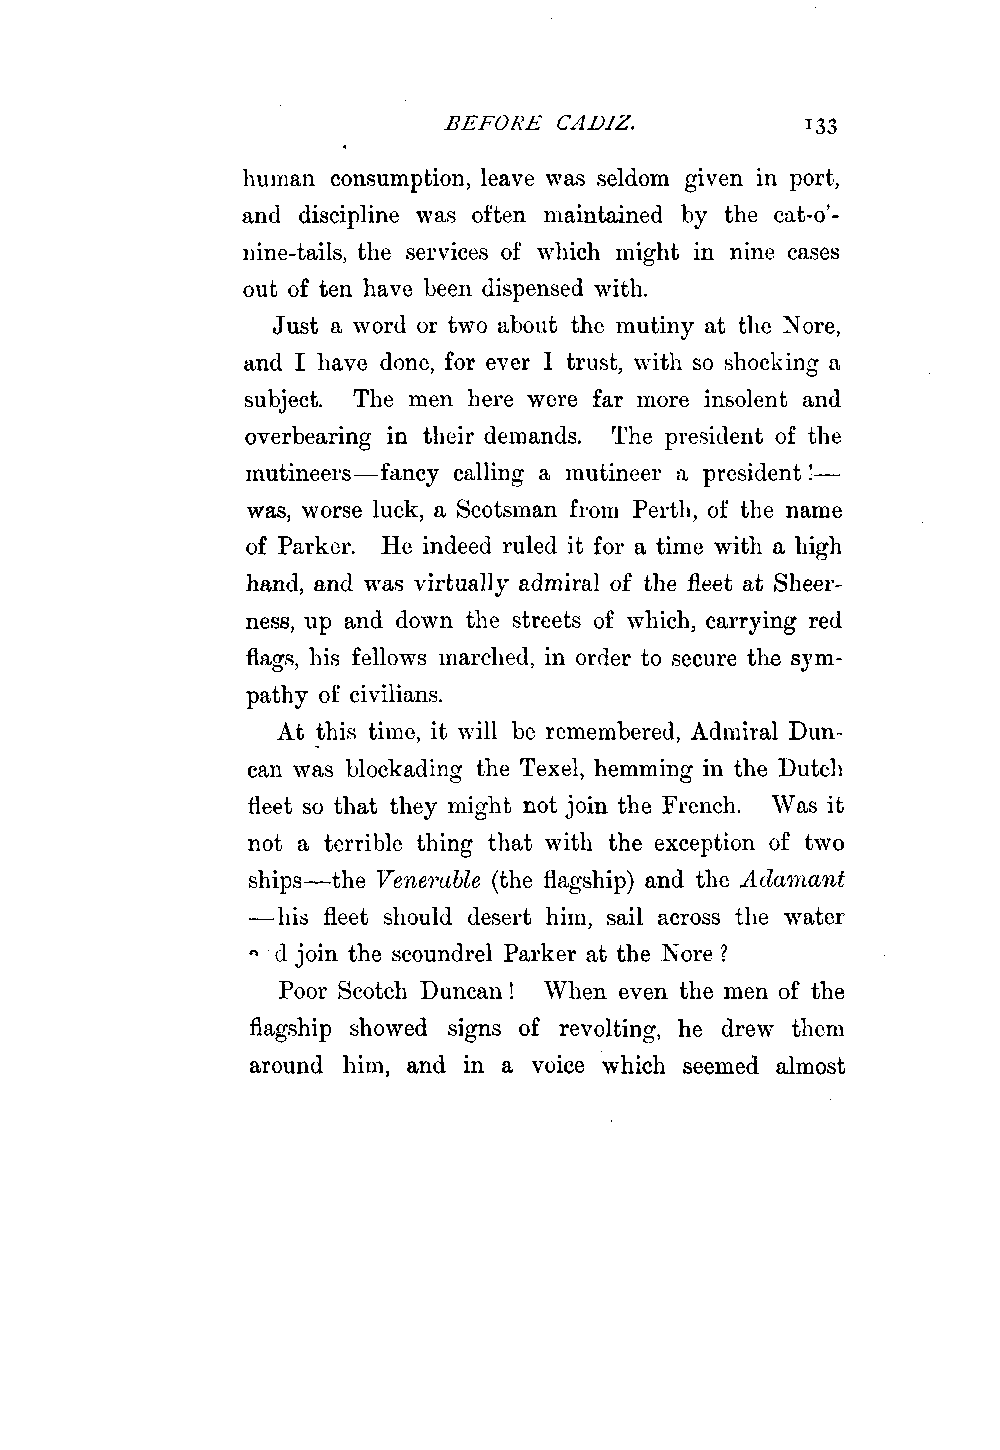 BEFORE CADIZ. 133
human consumption, leave was seldom given in port,
and discipline was often maintained by the cat-o'-
nine-tails, the services of which might in nine cases
out of ten have been dispensed with.
Just a word or two about the mutiny at the Nore,
and I have done, for ever I trust, with so shocking a
subject. The men here were far more insolent and
overbearing in their demands. The president of the
mutineers—fancy calling a mutineer a president!—
was, worse luck, a Scotsman from Perth, of the name
of Parker. He indeed ruled it for a time with a high
hand, and was virtually admiral of the fleet at Sheer-
ness, up and down the streets of which, carrying red
flags, his fellows marched, in order to secure the sym-
pathy of civilians.
At this time, it will be remembered, Admiral Dun-
can was blockading the Texel, hemming in the Dutch
fleet so that they might not join the French. Was it
not a terrible thing that with the exception of two
ships—the Venerable (the flagship) and the Adamant
—his fleet should desert him, sail across the water
d join the scoundrel Parker at the Nore?
Poor Scotch Duncan! When even the men of the
flagship showed signs of revolting, he drew them
around him, and in a voice which seemed almost